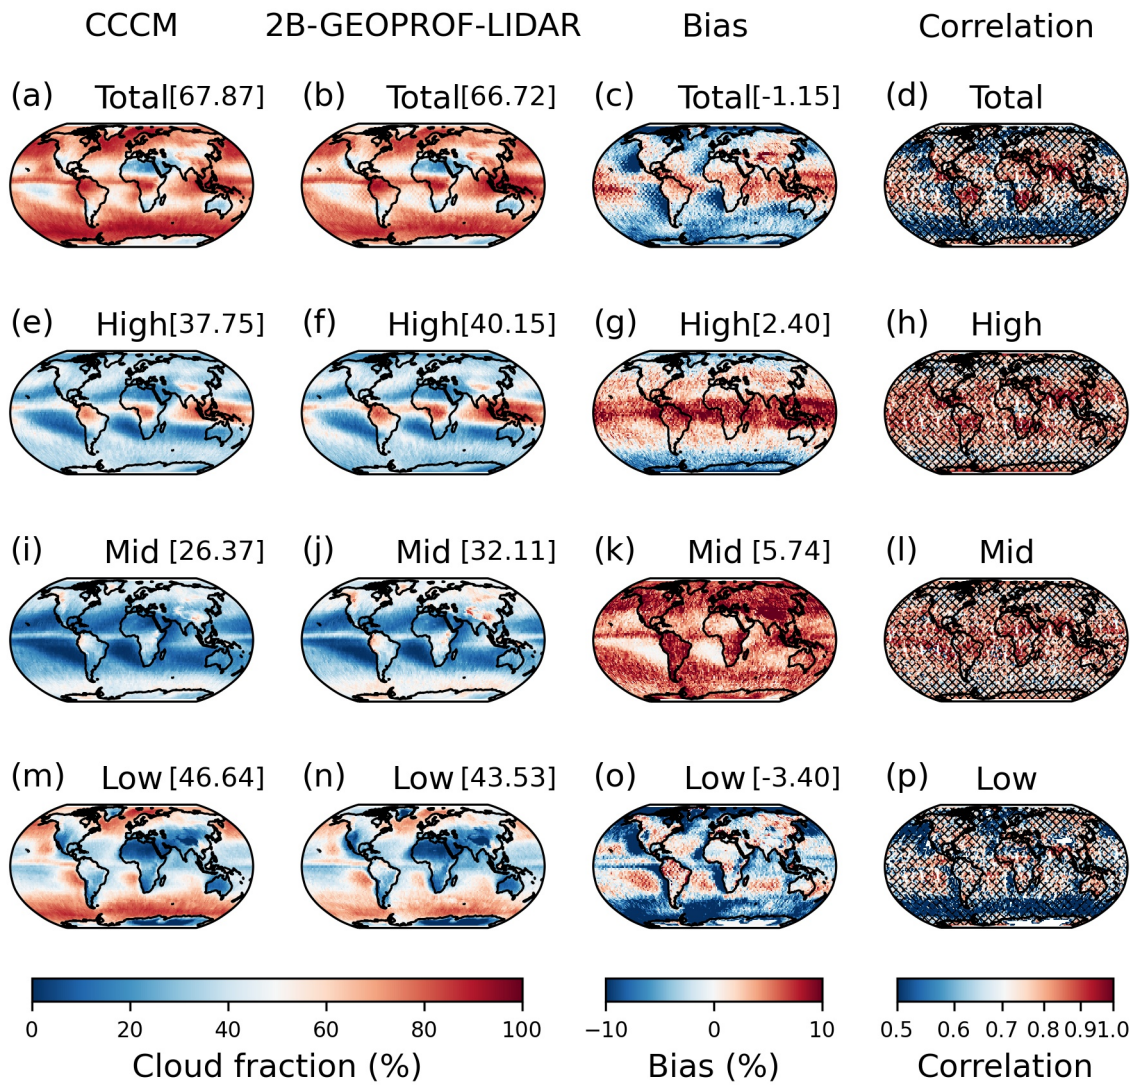 CCCM 2B-GEOPROF-LIDAR Bias Correlation
(a) Total[67.87] (b) Total[66.72] (c) Total[-1.15] (d) Total
(e) High[37.75] (f) High[40.15] (g) High[2.40] (h) High
(i) Mid [26.37] (j) Mid [32.11] (k) Mid [5.74] (l) Mid
(m) Low [46.64] (n) Low [43.53] (o) Low [-3.40] (p) Low
0 20 40 60 80 100 −10 0 10 0.5 0.6 0.7 0.8 0.9 1.0
Cloud fraction (%) Bias (%) Correlation